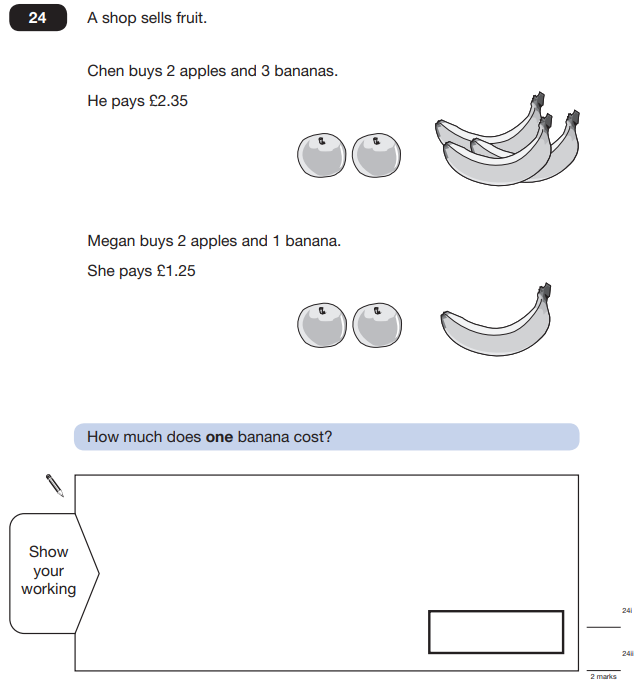 24 A shop sells fruit.
Chen buys 2 apples and 3 bananas.
He pays £2.35
Megan buys 2 apples and 1 banana.
She pays £1.25
How much does one banana cost?
Show
your
working
24i
24ii
2 marks